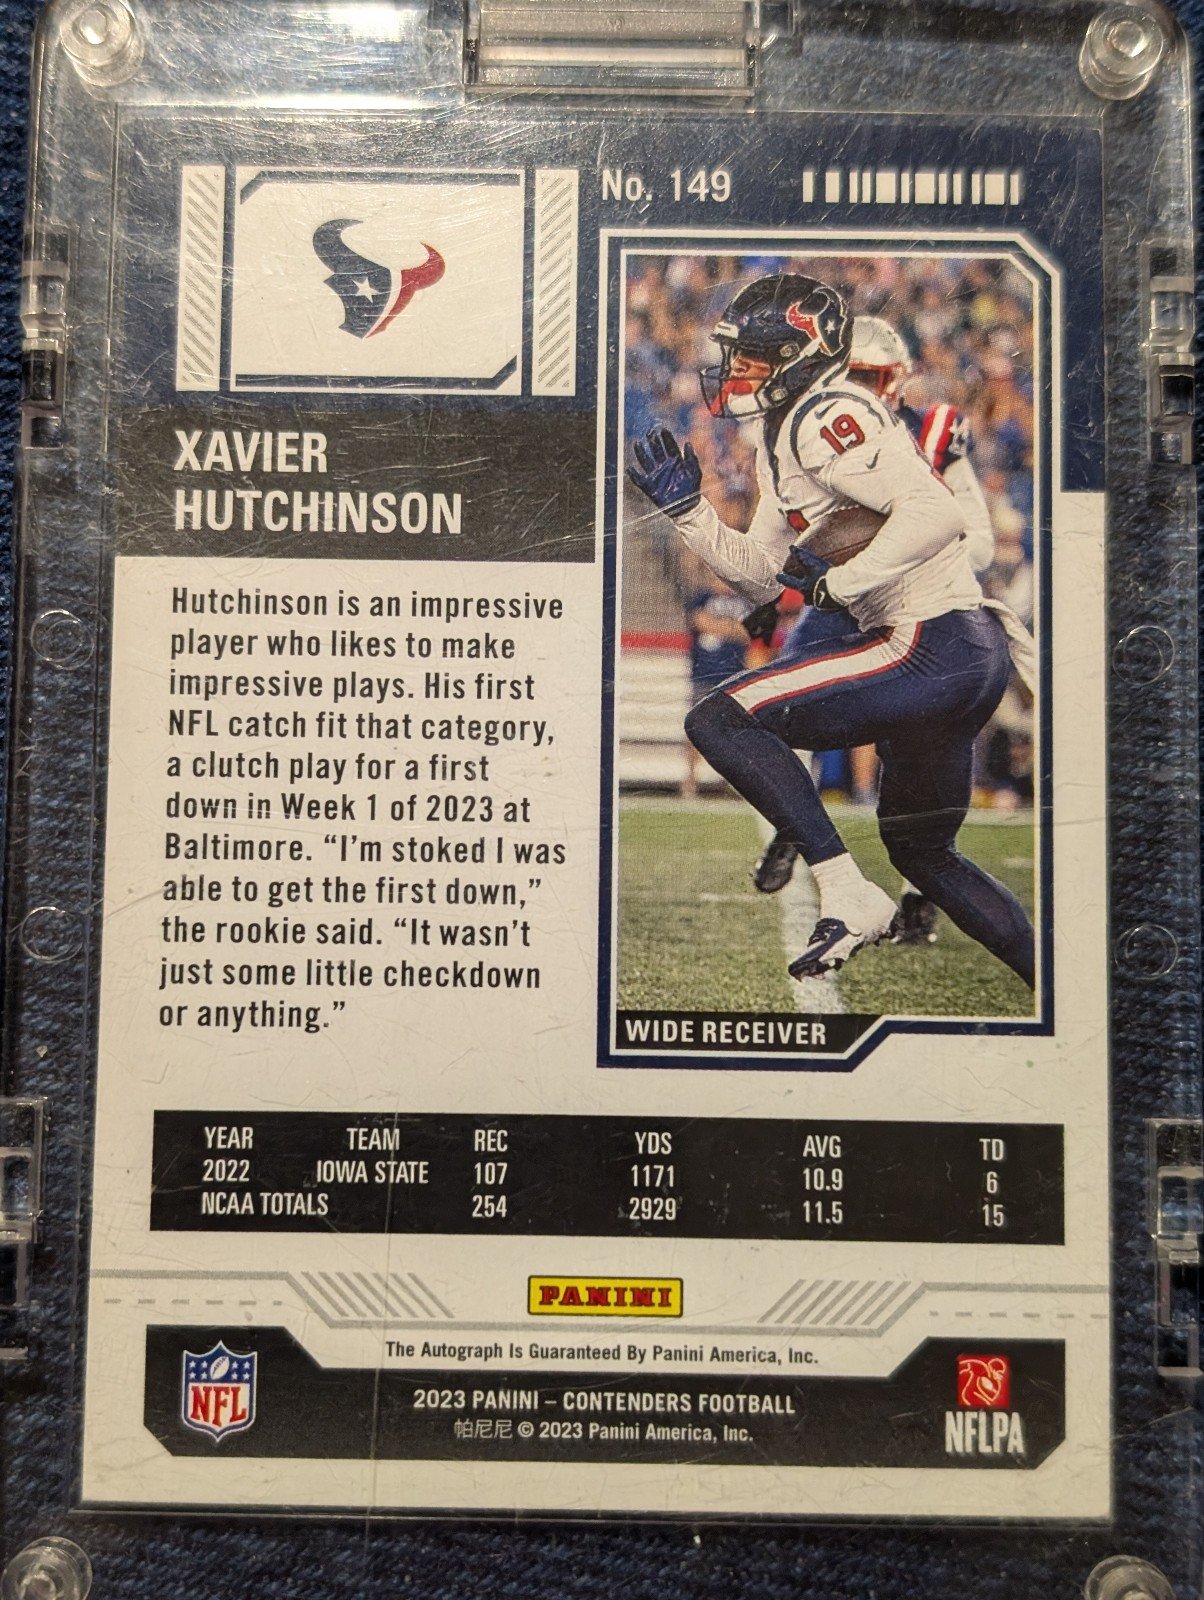 No. 149
XAVIER
HUTCHINSON
Hutchinson is an impressive
player who likes to make
impressive plays. His first
NFL catch fit that category,
a clutch play for a first
down in Week 1 of 2023 at
Baltimore. “I’m stoked I was
able to get the first down,”
the rookie said. “It wasn’t
just some little checkdown
or anything.”
19
WIDE RECEIVER
YEAR TEAM REC YDS AVG TD
2022 IOWA STATE 107 1171 10.9 6
NCAA TOTALS 254 2929 11.5 15
PANINI
The Autograph Is Guaranteed By Panini America, Inc.
2023 PANINI – CONTENDERS FOOTBALL
帕尼尼 © 2023 Panini America, Inc.
NFL
NFLPA